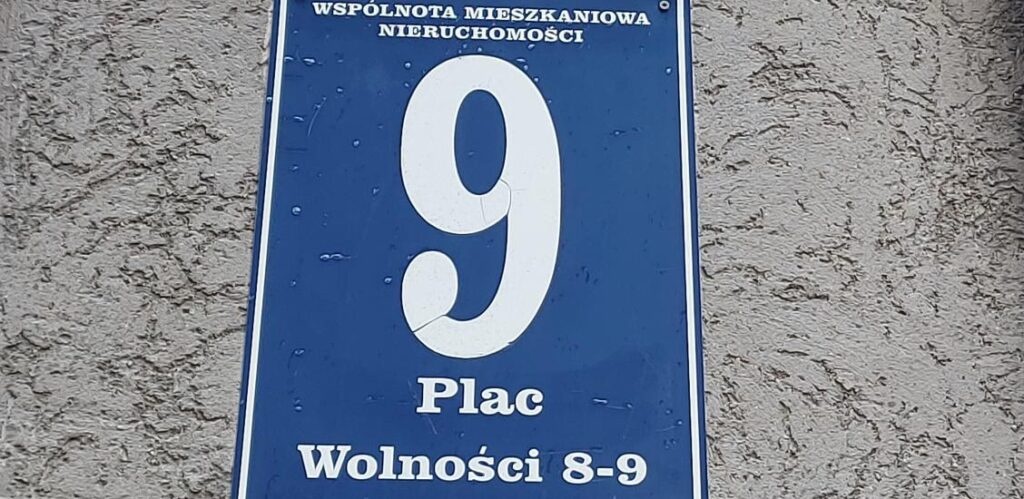 WSPÓLNOTA MIESZKANIOWA
NIERUCHOMOŚCI
9
Plac
Wolności 8-9